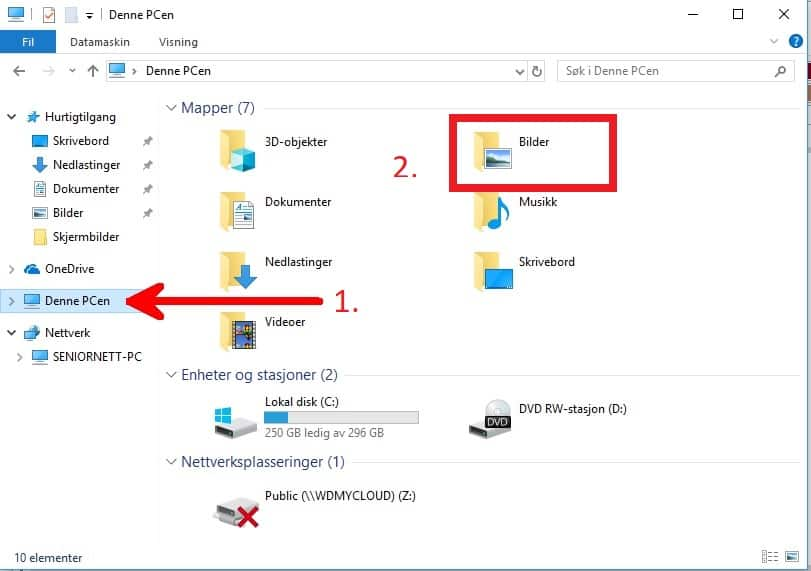 Denne PCen
Fil Datamaskin Visning
Denne PCen Søk i Denne PCen
Hurtigtilgang
Skrivebord
Nedlastinger
Dokumenter
Bilder
Skjermbilder
OneDrive
Denne PCen
Nettverk
SENIORNETT-PC
Mapper (7)
3D-objekter
Bilder
Dokumenter
Musikk
Nedlastinger
Skrivebord
Videoer
1.
2.
Enheter og stasjoner (2)
Lokal disk (C:)
250 GB ledig av 296 GB
DVD RW-stasjon (D:)
DVD
Nettverksplasseringer (1)
Public (\\WDMYCLOUD) (Z:)
10 elementer